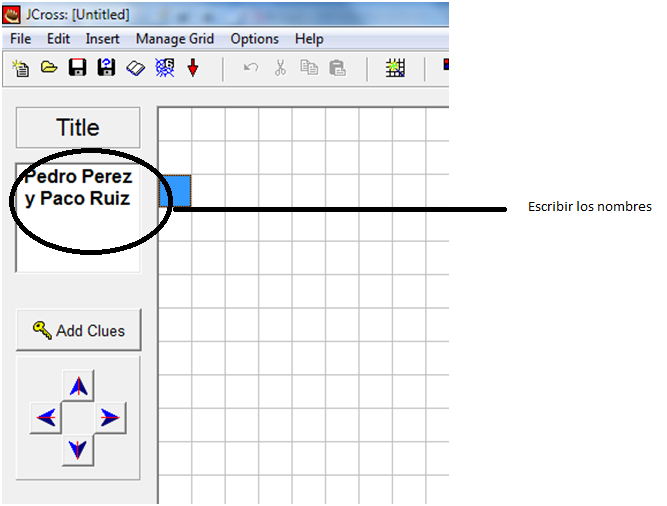 JCross: [Untitled]
File Edit Insert Manage Grid Options Help
Title
Pedro Perez
y Paco Ruiz
Escribir los nombres
Add Clues